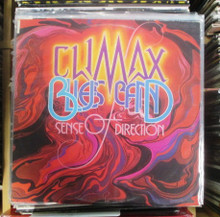 CLIMAX
BLUES BAND
SENSE OF DIRECTION